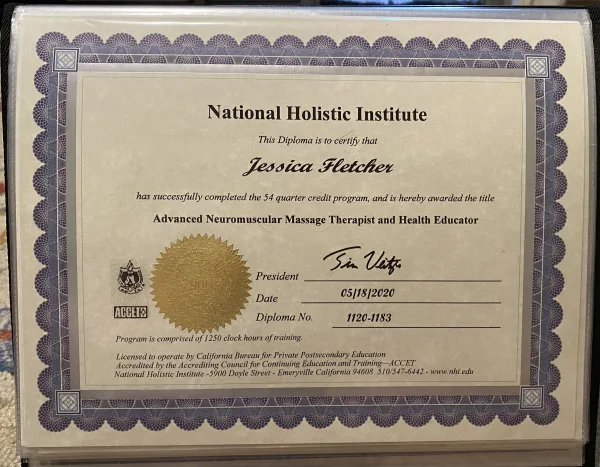 National Holistic Institute
This Diploma is to certify that
Jessica Fletcher
has successfully completed the 54 quarter credit program, and is hereby awarded the title
Advanced Neuromuscular Massage Therapist and Health Educator
President
Date 05/18/2020
Diploma No. 1120-1183
ACCET
Program is comprised of 1250 clock hours of training.
Licensed to operate by California Bureau for Private Postsecondary Education
Accredited by the Accrediting Council for Continuing Education and Training—ACCET
National Holistic Institute -5900 Doyle Street - Emeryville California 94608 510/547-6442 - www.nhi.edu